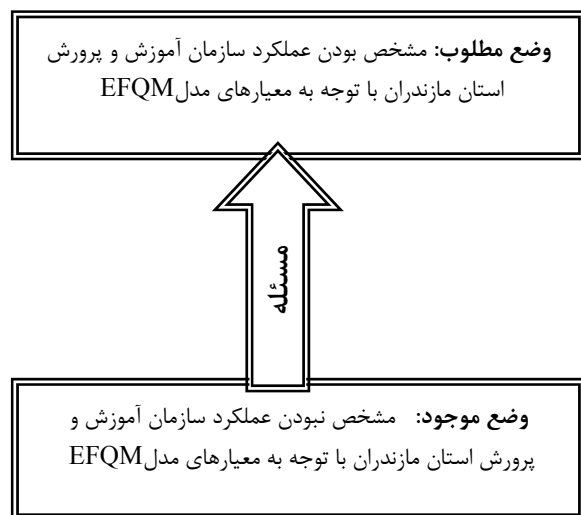 وضع مطلوب: مشخص بودن عملکرد سازمان آموزش و پرورش
استان مازندران با توجه به معیارهای مدلEFQM
مسئله
وضع موجود: مشخص نبودن عملکرد سازمان آموزش و
پرورش استان مازندران با توجه به معیارهای مدلEFQM